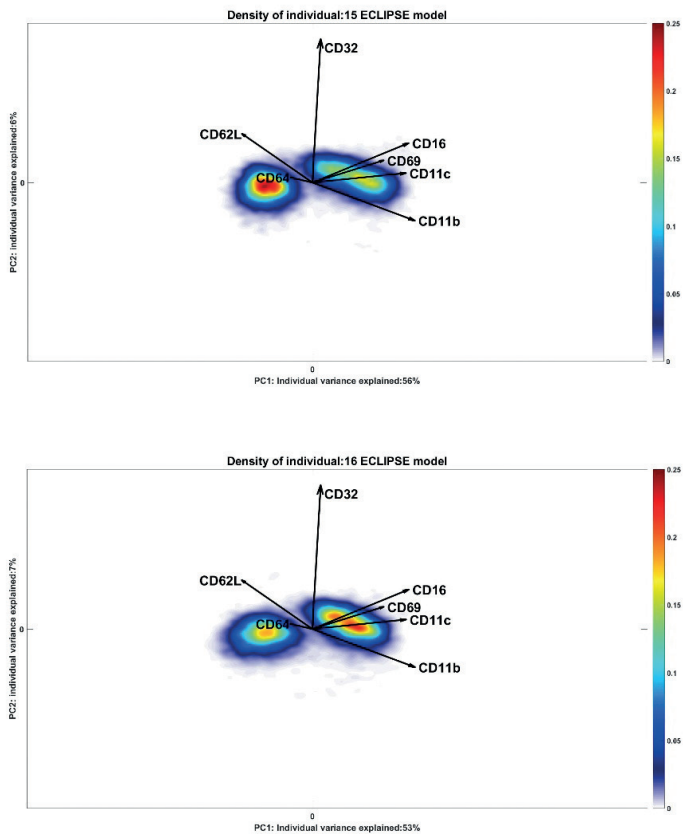 Density of individual:15 ECLIPSE model
0.25
CD32
0.2
CD62L
CD16
CD69
0.15
CD64
CD11c
0
CD11b
0.1
0.05
0
PC2: individual variance explained:6%
0
PC1: Individual variance explained:56%
Density of individual:16 ECLIPSE model
0.25
CD32
0.2
CD62L
CD16
CD69
0.15
CD64
CD11c
0
CD11b
0.1
0.05
0
PC2: individual variance explained:7%
0
PC1: Individual variance explained:53%